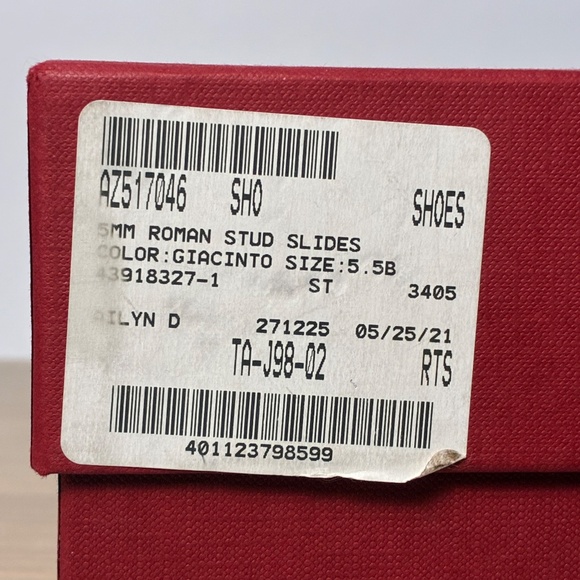 AZ517046 SHO SHOES
5MM ROMAN STUD SLIDES
COLOR:GIACINTO SIZE:5.5B
43918327-1 ST 3405
AILYN D 271225 05/25/21
TA-J98-02 RTS
401123798599